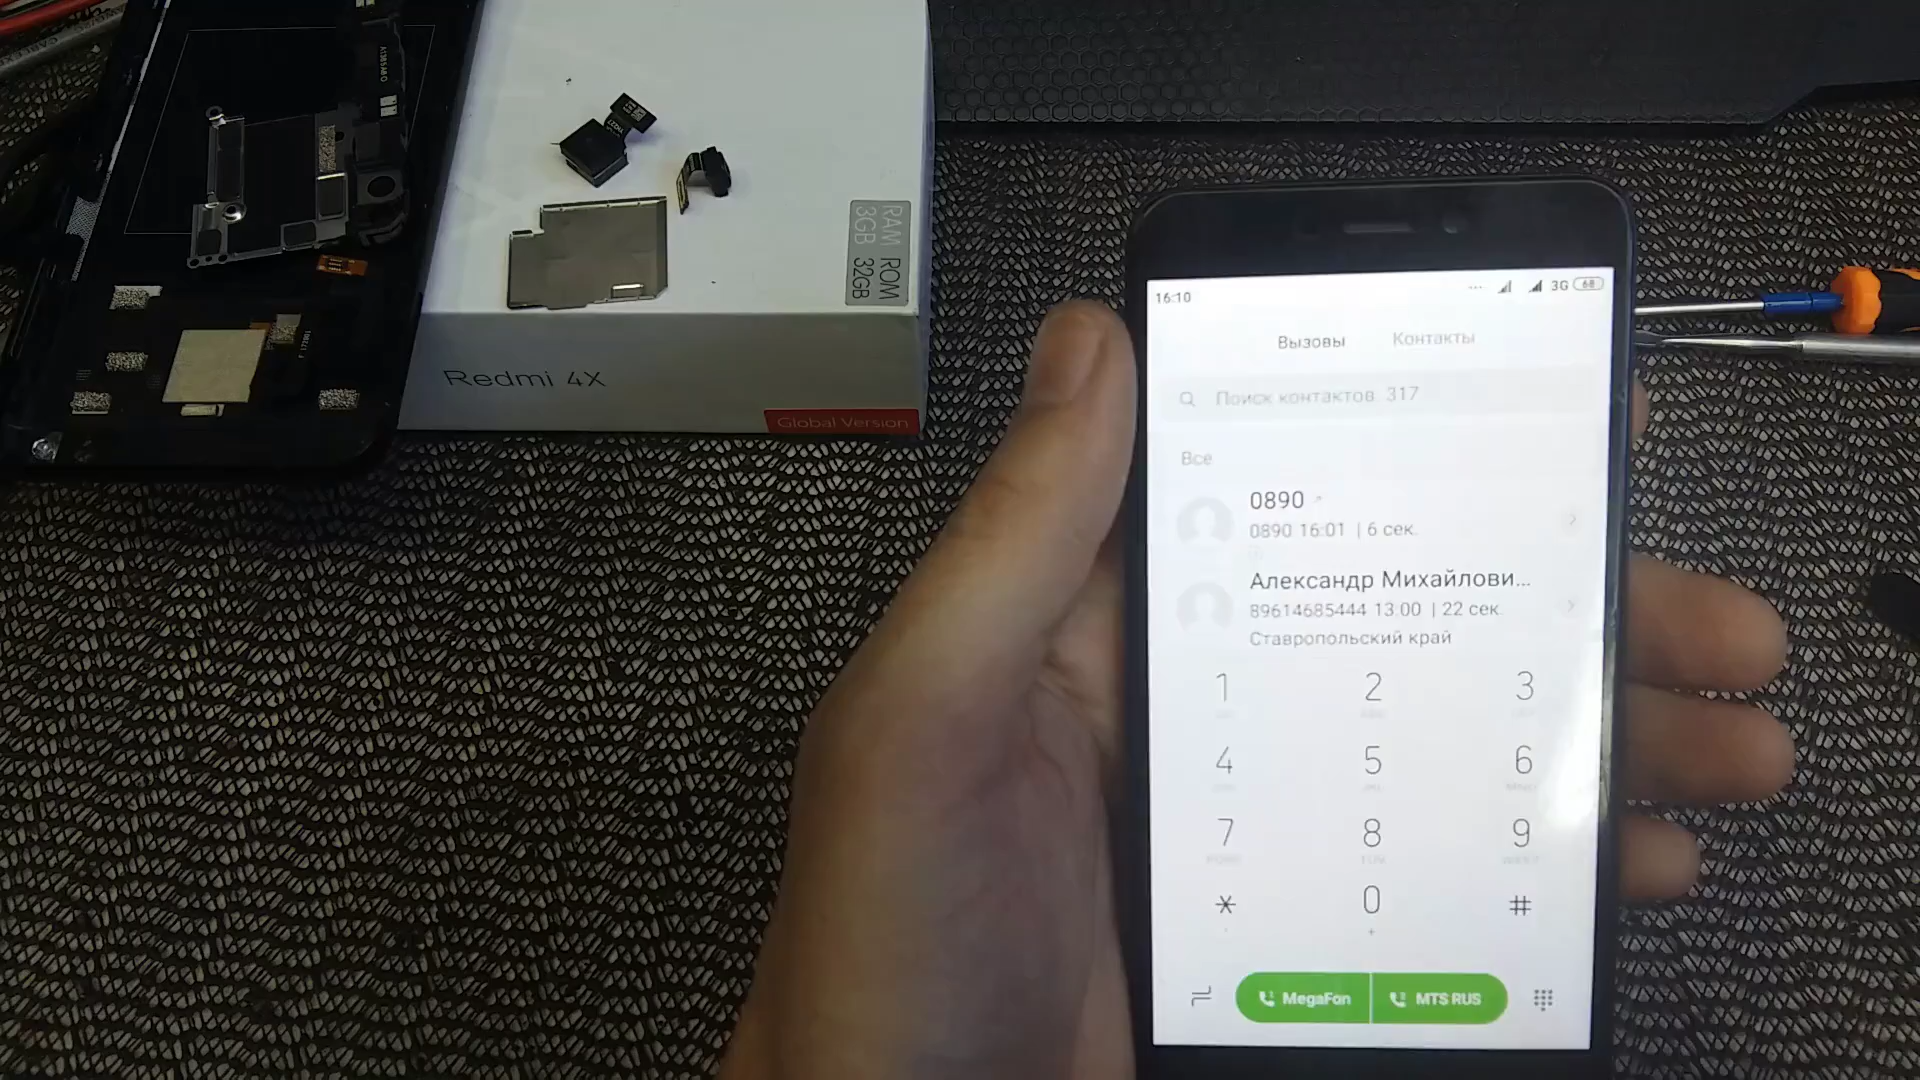 RAM ROM
3GB 32GB
Redmi 4X
Global Version
16:10
3G 68
Вызовы Контакты
Поиск контактов: 317
Все
0890
0890 16:01 | 6 сек.
Александр Михайлови...
89614685444 13:00 | 22 сек.
Ставропольский край
1 2 3
4 5 6
7 8 9
* 0 #
+
MegaFon MTS RUS